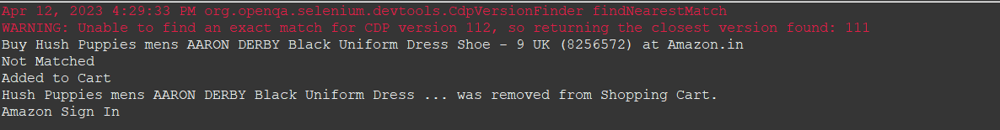 Apr 12, 2023 4:29:33 PM org.openqa.selenium.devtools.CdpVersionFinder findNearestMatch
WARNING: Unable to find an exact match for CDP version 112, so returning the closest version found: 111
Buy Hush Puppies mens AARON DERBY Black Uniform Dress Shoe - 9 UK (8256572) at Amazon.in
Not Matched
Added to Cart
Hush Puppies mens AARON DERBY Black Uniform Dress ... was removed from Shopping Cart.
Amazon Sign In